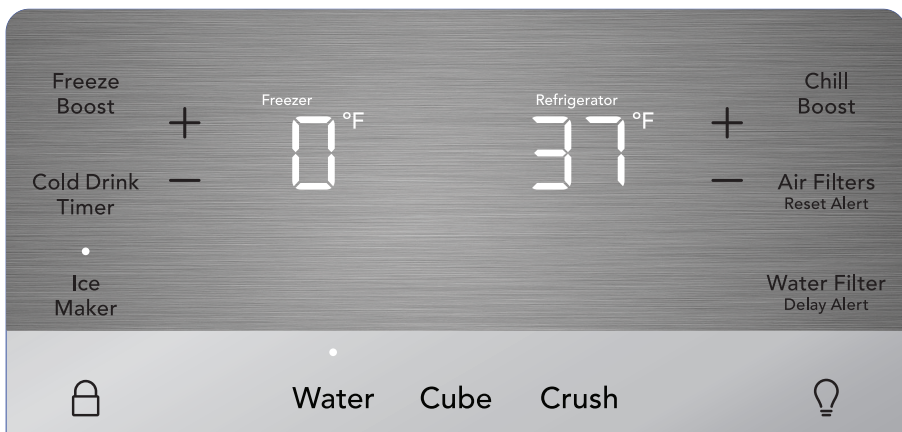 Freeze
Boost
+
Freezer
0 °F
Refrigerator
37 °F
+
Chill
Boost
Cold Drink
Timer
−
−
Air Filters
Reset Alert
Ice
Maker
Water Filter
Delay Alert
Water
Cube
Crush